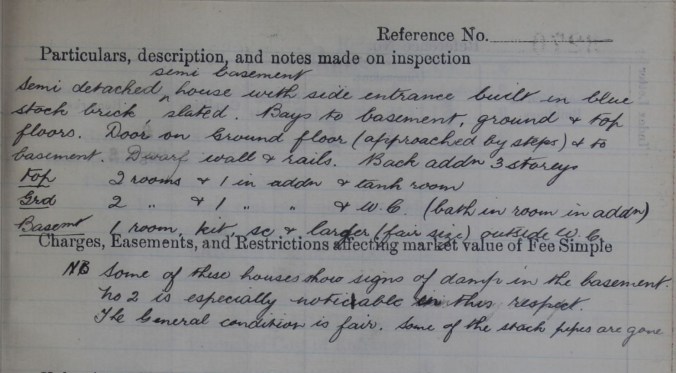 Reference No.
Particulars, description, and notes made on inspection
semi basement
Semi detached, house with side entrance built in blue
stock brick, slated. Bays to basement, ground & top
floors. Door on Ground floor (approached by steps) & to
basement. Dwarf wall & rails. Back addn 3 storeys
Top 2 rooms & 1 in addn & tank room
Grd 2 " & 1 " " & W.C. (bath in room in addn)
Basemt 1 room, kit, sc & larder (fair size) outside W.C.
Charges, Easements, and Restrictions affecting market value of Fee Simple
NB Some of these houses show signs of damp in the basement.
No 2 is especially noticable in this respect.
The General condition is fair. Some of the stack pipes are gone